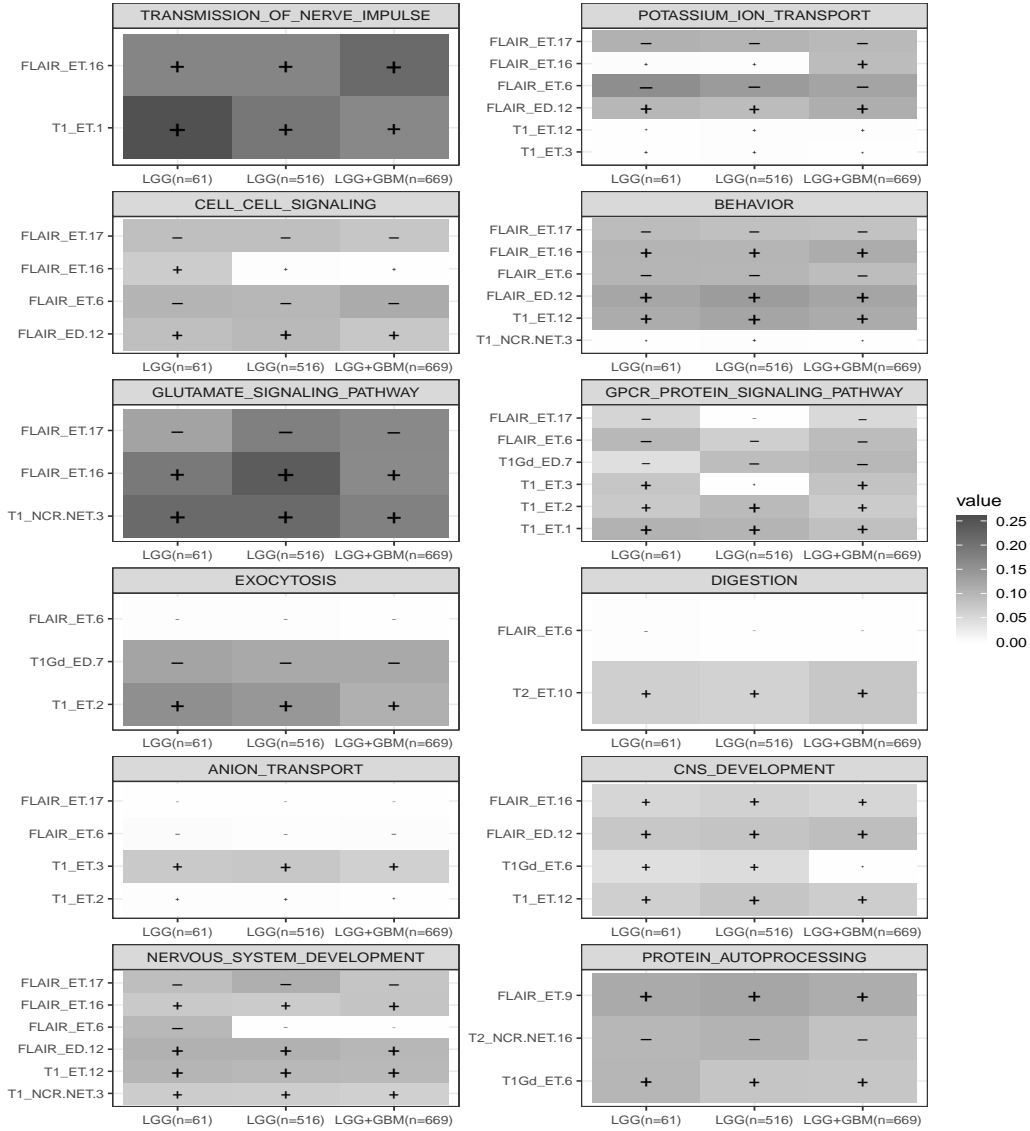 TRANSMISSION_OF_NERVE_IMPULSE
FLAIR_ET.16
T1_ET.1
LGG(n=61) LGG(n=516) LGG+GBM(n=669)
POTASSIUM_ION_TRANSPORT
FLAIR_ET.17
FLAIR_ET.16
FLAIR_ET.6
FLAIR_ED.12
T1_ET.12
T1_ET.3
LGG(n=61) LGG(n=516) LGG+GBM(n=669)
CELL_CELL_SIGNALING
FLAIR_ET.17
FLAIR_ET.16
FLAIR_ET.6
FLAIR_ED.12
LGG(n=61) LGG(n=516) LGG+GBM(n=669)
BEHAVIOR
FLAIR_ET.17
FLAIR_ET.16
FLAIR_ET.6
FLAIR_ED.12
T1_ET.12
T1_NCR.NET.3
LGG(n=61) LGG(n=516) LGG+GBM(n=669)
GLUTAMATE_SIGNALING_PATHWAY
FLAIR_ET.17
FLAIR_ET.16
T1_NCR.NET.3
LGG(n=61) LGG(n=516) LGG+GBM(n=669)
GPCR_PROTEIN_SIGNALING_PATHWAY
FLAIR_ET.17
FLAIR_ET.6
T1Gd_ED.7
T1_ET.3
T1_ET.2
T1_ET.1
LGG(n=61) LGG(n=516) LGG+GBM(n=669)
value
0.25
0.20
0.15
0.10
0.05
0.00
EXOCYTOSIS
FLAIR_ET.6
T1Gd_ED.7
T1_ET.2
LGG(n=61) LGG(n=516) LGG+GBM(n=669)
DIGESTION
FLAIR_ET.6
T2_ET.10
LGG(n=61) LGG(n=516) LGG+GBM(n=669)
ANION_TRANSPORT
FLAIR_ET.17
FLAIR_ET.6
T1_ET.3
T1_ET.2
LGG(n=61) LGG(n=516) LGG+GBM(n=669)
CNS_DEVELOPMENT
FLAIR_ET.16
FLAIR_ED.12
T1Gd_ET.6
T1_ET.12
LGG(n=61) LGG(n=516) LGG+GBM(n=669)
NERVOUS_SYSTEM_DEVELOPMENT
FLAIR_ET.17
FLAIR_ET.16
FLAIR_ET.6
FLAIR_ED.12
T1_ET.12
T1_NCR.NET.3
LGG(n=61) LGG(n=516) LGG+GBM(n=669)
PROTEIN_AUTOPROCESSING
FLAIR_ET.9
T2_NCR.NET.16
T1Gd_ET.6
LGG(n=61) LGG(n=516) LGG+GBM(n=669)